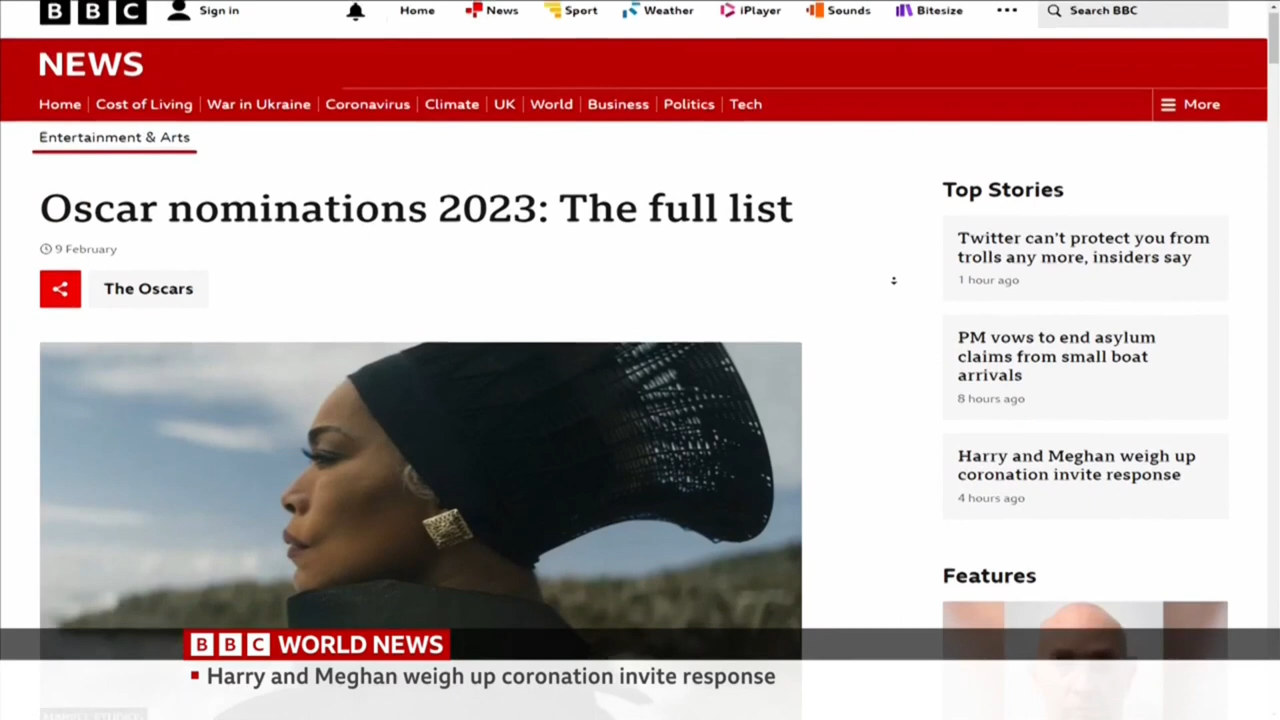 BBC
Sign in
Home
News
Sport
Weather
iPlayer
Sounds
Bitesize
Search BBC
NEWS
Home
Cost of Living
War in Ukraine
Coronavirus
Climate
UK
World
Business
Politics
Tech
More
Entertainment & Arts
Oscar nominations 2023: The full list
9 February
The Oscars
MARVEL STUDIOS
Top Stories
Twitter can't protect you from
trolls any more, insiders say
1 hour ago
PM vows to end asylum
claims from small boat
arrivals
8 hours ago
Harry and Meghan weigh up
coronation invite response
4 hours ago
Features
BBC WORLD NEWS
Harry and Meghan weigh up coronation invite response